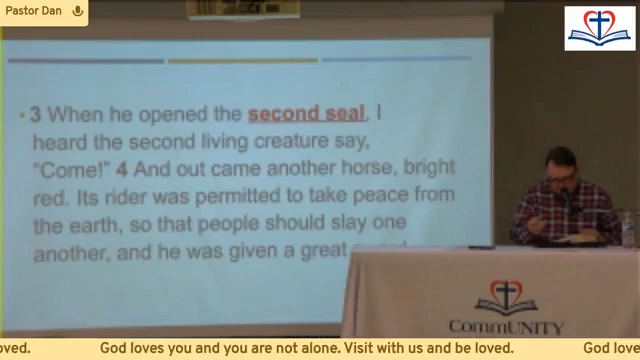 Pastor Dan
• 3 When he opened the second seal, I
heard the second living creature say,
“Come!” 4 And out came another horse, bright
red. Its rider was permitted to take peace from
the earth, so that people should slay one
another, and he was given a great
CommUNITY
oved. God loves you and you are not alone. Visit with us and be loved. God lov